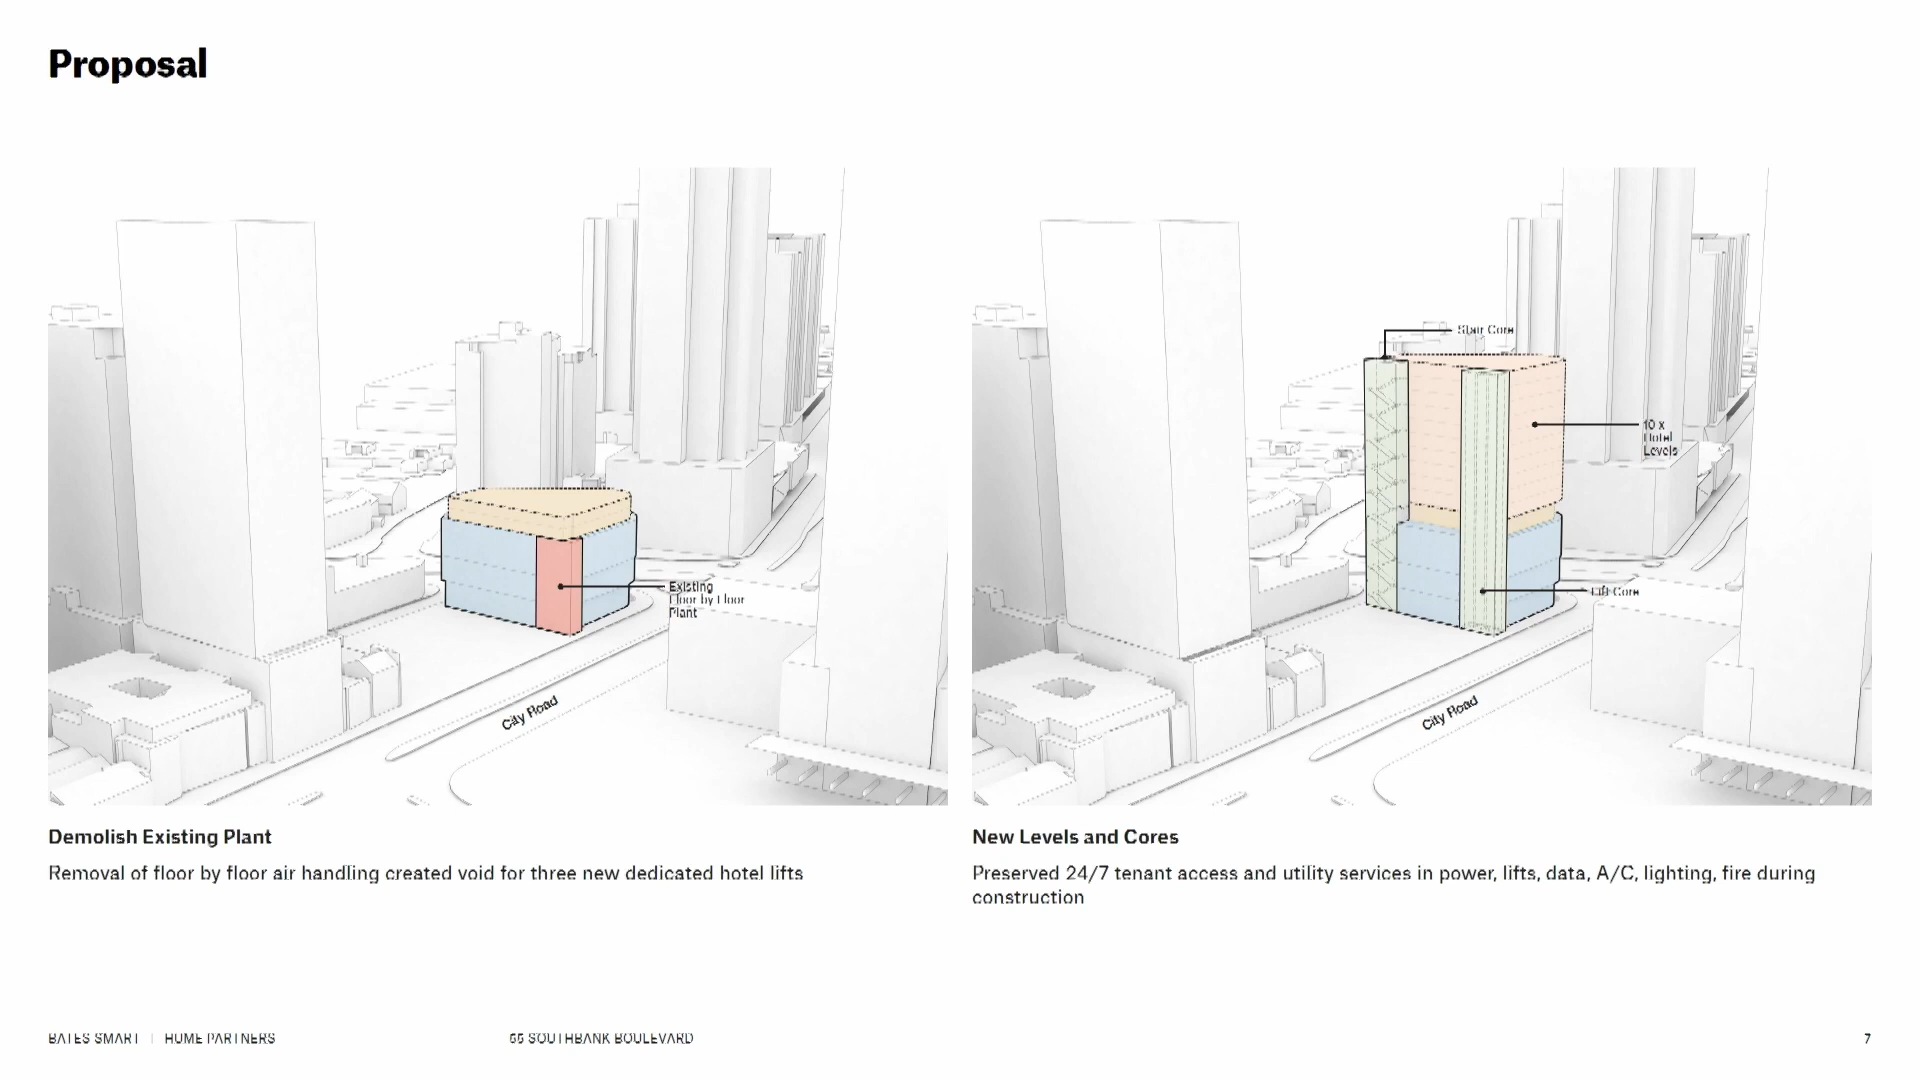 Proposal
Stair Core
10 x
Hotel
Levels
Existing
Floor by Floor
Plant
Lift Core
City Road
City Road
Demolish Existing Plant
Removal of floor by floor air handling created void for three new dedicated hotel lifts
New Levels and Cores
Preserved 24/7 tenant access and utility services in power, lifts, data, A/C, lighting, fire during
construction
BATES SMART | HUME PARTNERS
55 SOUTHBANK BOULEVARD
7